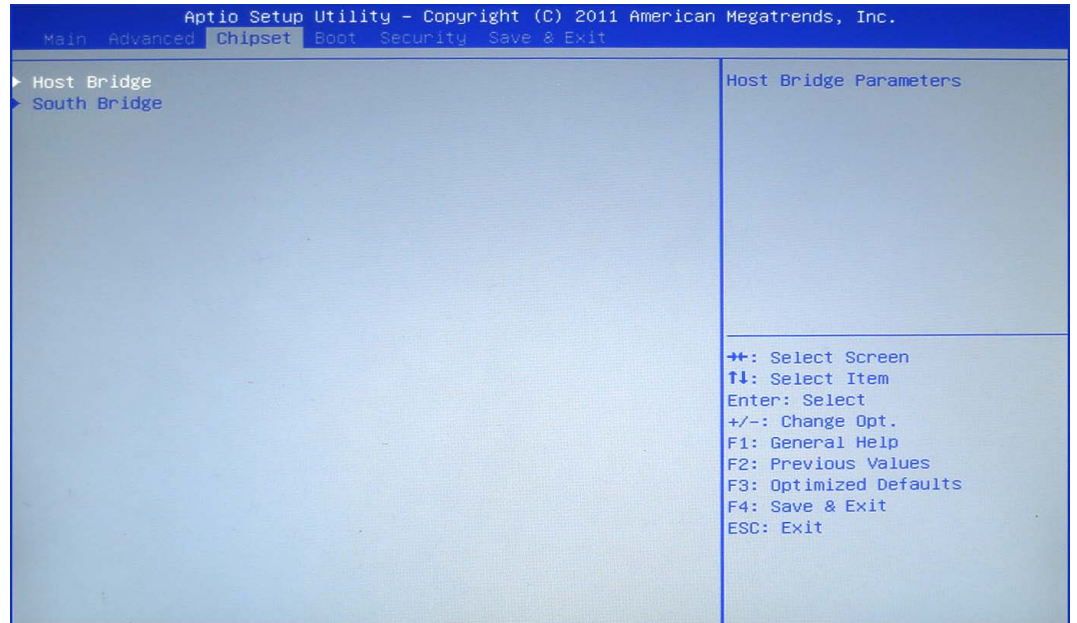 Aptio Setup Utility – Copyright (C) 2011 American Megatrends, Inc.
Main Advanced Chipset Boot Security Save & Exit
Host Bridge
South Bridge
Host Bridge Parameters
→←: Select Screen
↑↓: Select Item
Enter: Select
+/-: Change Opt.
F1: General Help
F2: Previous Values
F3: Optimized Defaults
F4: Save & Exit
ESC: Exit